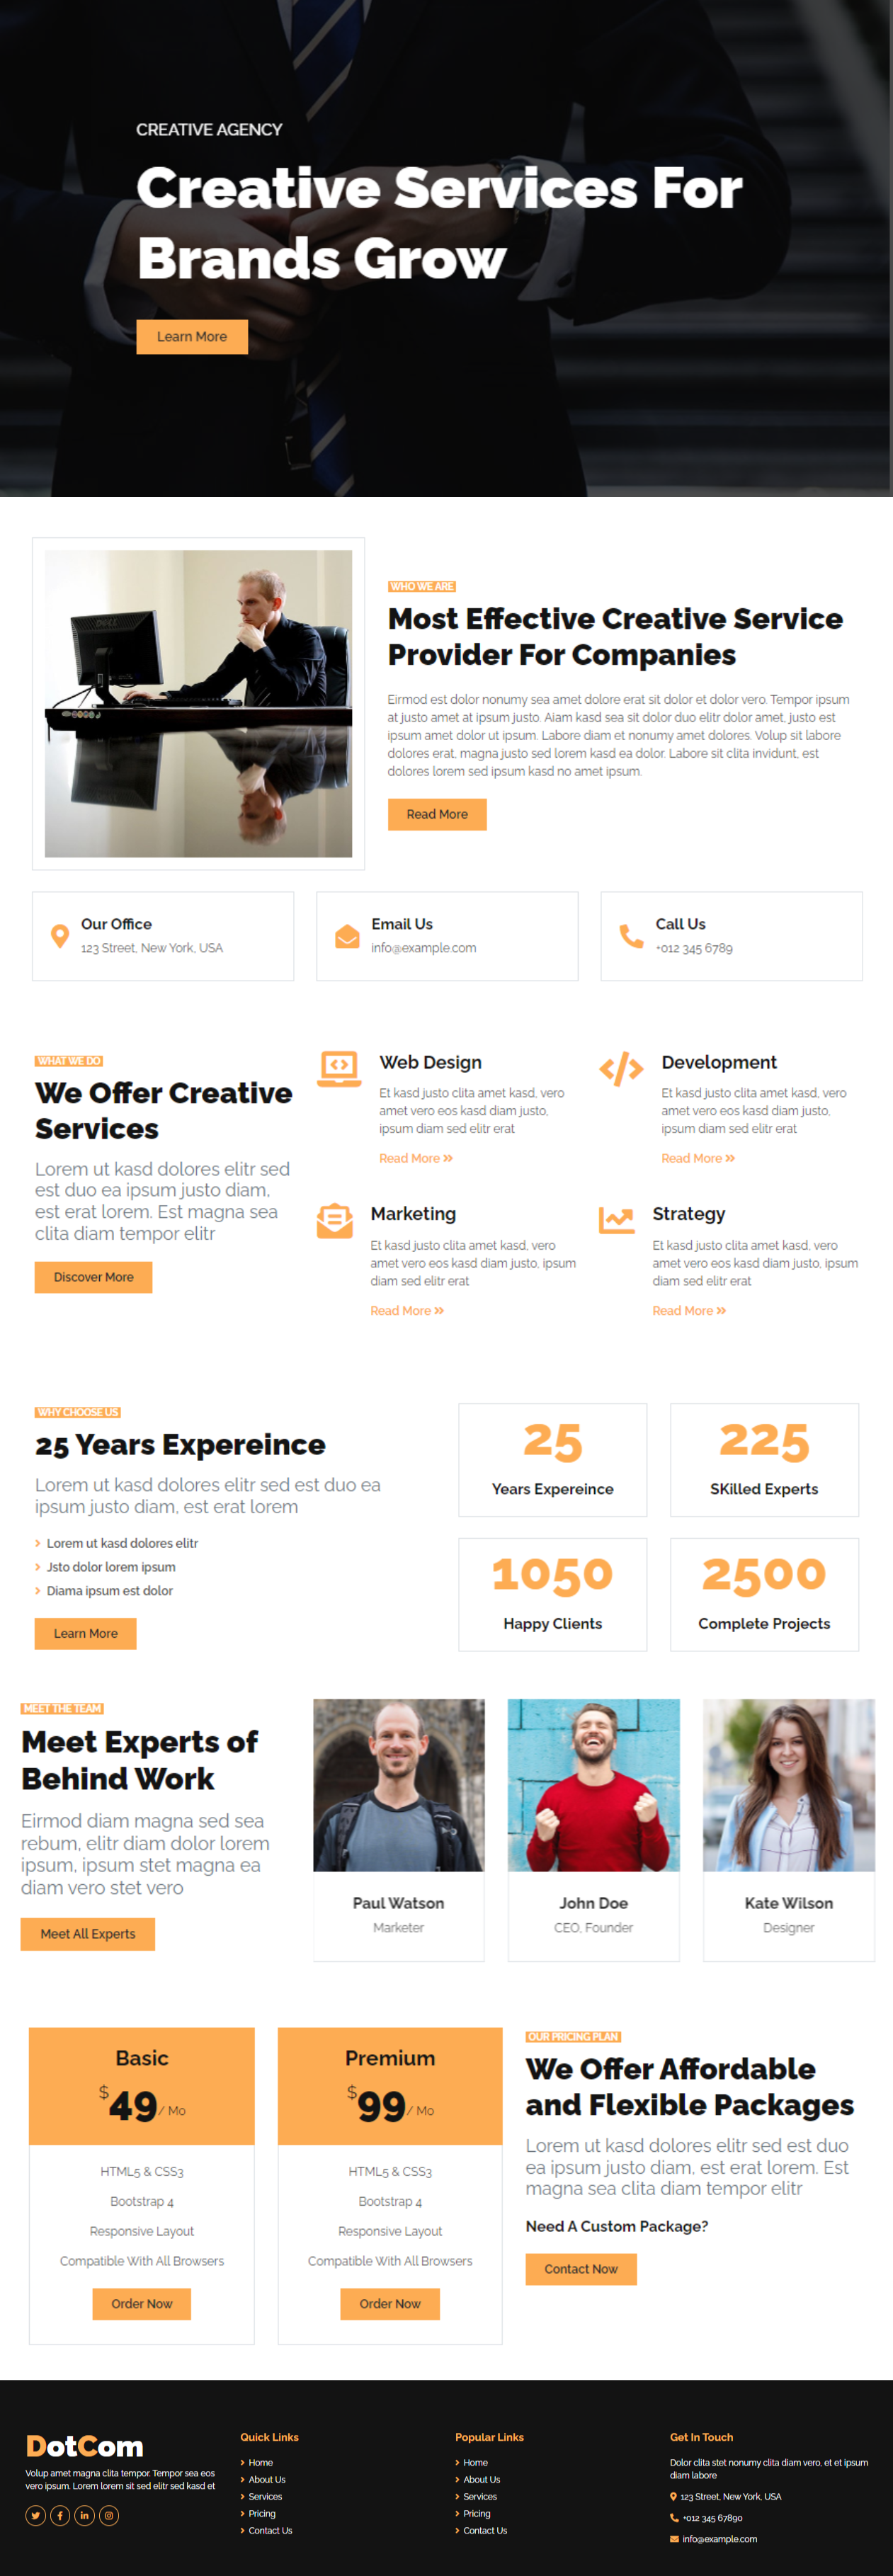 CREATIVE AGENCY
Creative Services For
Brands Grow
Learn More
DELL
WHO WE ARE
Most Effective Creative Service
Provider For Companies
Eirmod est dolor nonumy sea amet dolore erat sit dolor et dolor vero. Tempor ipsum
at justo amet at ipsum justo. Aiam kasd sea sit dolor duo elitr dolor amet, justo est
ipsum amet dolor ut ipsum. Labore diam et nonumy amet dolores. Volup sit labore
dolores erat, magna justo sed lorem kasd ea dolor. Labore sit clita invidunt, est
dolores lorem sed ipsum kasd no amet ipsum.
Read More
Our Office
123 Street, New York, USA
Email Us
info@example.com
Call Us
+012 345 6789
WHAT WE DO
We Offer Creative
Services
Lorem ut kasd dolores elitr sed
est duo ea ipsum justo diam,
est erat lorem. Est magna sea
clita diam tempor elitr
Discover More
Web Design
Et kasd justo clita amet kasd, vero
amet vero eos kasd diam justo,
ipsum diam sed elitr erat
Read More »
Development
Et kasd justo clita amet kasd, vero
amet vero eos kasd diam justo,
ipsum diam sed elitr erat
Read More »
Marketing
Et kasd justo clita amet kasd, vero
amet vero eos kasd diam justo, ipsum
diam sed elitr erat
Read More »
Strategy
Et kasd justo clita amet kasd, vero
amet vero eos kasd diam justo, ipsum
diam sed elitr erat
Read More »
WHY CHOOSE US
25 Years Expereince
Lorem ut kasd dolores elitr sed est duo ea
ipsum justo diam, est erat lorem
Lorem ut kasd dolores elitr
Jsto dolor lorem ipsum
Diama ipsum est dolor
Learn More
25
Years Expereince
225
SKilled Experts
1050
Happy Clients
2500
Complete Projects
MEET THE TEAM
Meet Experts of
Behind Work
Eirmod diam magna sed sea
rebum, elitr diam dolor lorem
ipsum, ipsum stet magna ea
diam vero stet vero
Meet All Experts
Paul Watson
Marketer
John Doe
CEO, Founder
Kate Wilson
Designer
Basic
$49/ Mo
HTML5 & CSS3
Bootstrap 4
Responsive Layout
Compatible With All Browsers
Order Now
Premium
$99/ Mo
HTML5 & CSS3
Bootstrap 4
Responsive Layout
Compatible With All Browsers
Order Now
OUR PRICING PLAN
We Offer Affordable
and Flexible Packages
Lorem ut kasd dolores elitr sed est duo
ea ipsum justo diam, est erat lorem. Est
magna sea clita diam tempor elitr
Need A Custom Package?
Contact Now
DotCom
Volup amet magna clita tempor. Tempor sea eos
vero ipsum. Lorem lorem sit sed elitr sed kasd et
Quick Links
Home
About Us
Services
Pricing
Contact Us
Popular Links
Home
About Us
Services
Pricing
Contact Us
Get In Touch
Dolor clita stet nonumy clita diam vero, et et ipsum
diam labore
123 Street, New York, USA
+012 345 67890
info@example.com